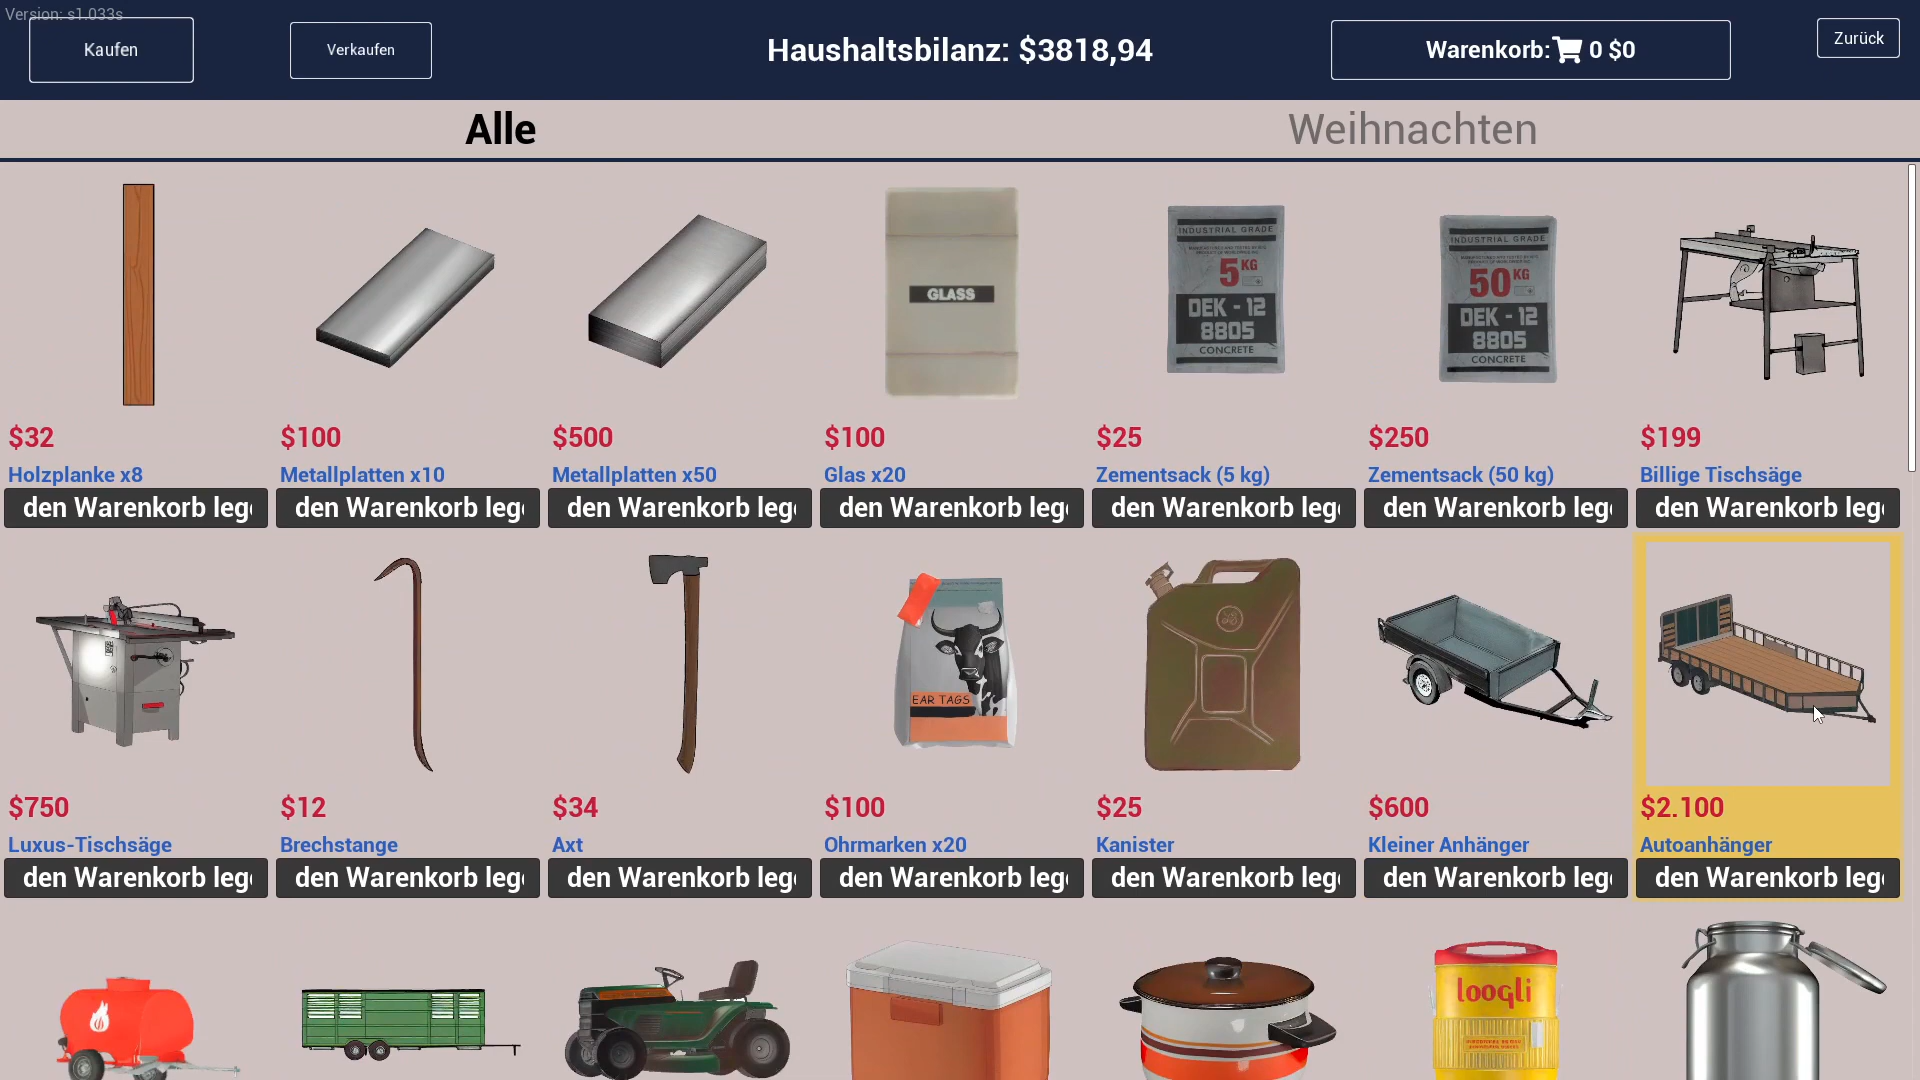 Version: s1.033s
Kaufen
Verkaufen
Haushaltsbilanz: $3818,94
Warenkorb: 0 $0
Zurück
Alle
Weihnachten
GLASS
INDUSTRIAL GRADE
5 KG
DEK - 12
8805
CONCRETE
INDUSTRIAL GRADE
50 KG
DEK - 12
8805
CONCRETE
$32
$100
$500
$100
$25
$250
$199
Holzplanke x8
Metallplatten x10
Metallplatten x50
Glas x20
Zementsack (5 kg)
Zementsack (50 kg)
Billige Tischsäge
den Warenkorb leg
den Warenkorb leg
den Warenkorb leg
den Warenkorb leg
den Warenkorb leg
den Warenkorb leg
den Warenkorb leg
EAR TAGS
$750
$12
$34
$100
$25
$600
$2.100
Luxus-Tischsäge
Brechstange
Axt
Ohrmarken x20
Kanister
Kleiner Anhänger
Autoanhänger
den Warenkorb leg
den Warenkorb leg
den Warenkorb leg
den Warenkorb leg
den Warenkorb leg
den Warenkorb leg
den Warenkorb leg
loogli